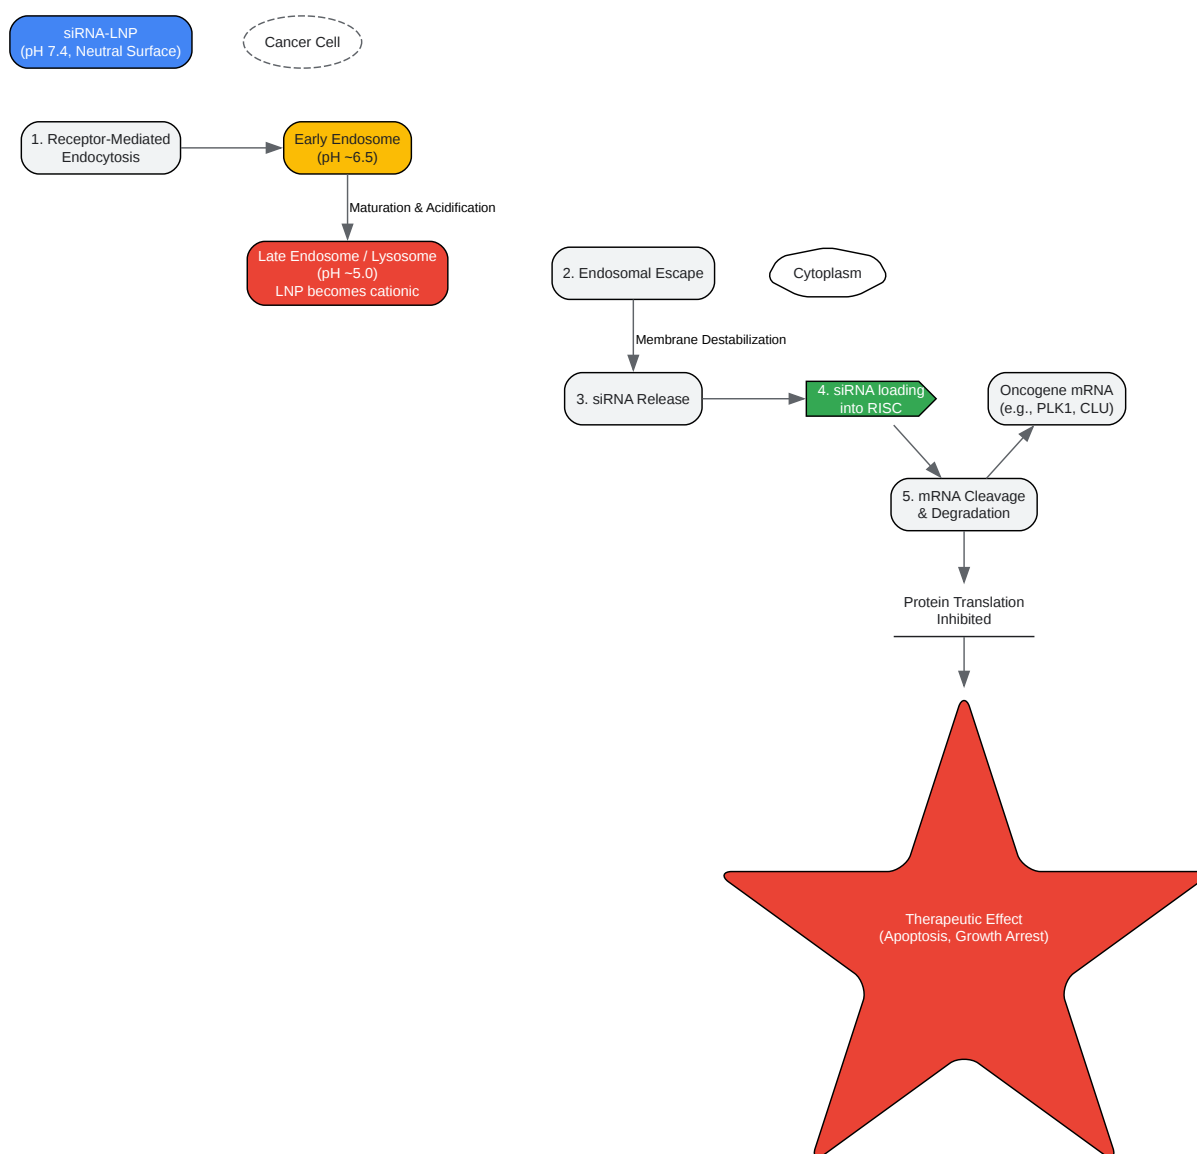 siRNA-LNP
(pH 7.4, Neutral Surface)
Cancer Cell
1. Receptor-Mediated
Endocytosis
Early Endosome
(pH ~6.5)
Maturation & Acidification
Late Endosome / Lysosome
(pH ~5.0)
LNP becomes cationic
2. Endosomal Escape
Cytoplasm
Membrane Destabilization
3. siRNA Release
4. siRNA loading
into RISC
Oncogene mRNA
(e.g., PLK1, CLU)
5. mRNA Cleavage
& Degradation
Protein Translation
Inhibited
Therapeutic Effect
(Apoptosis, Growth Arrest)